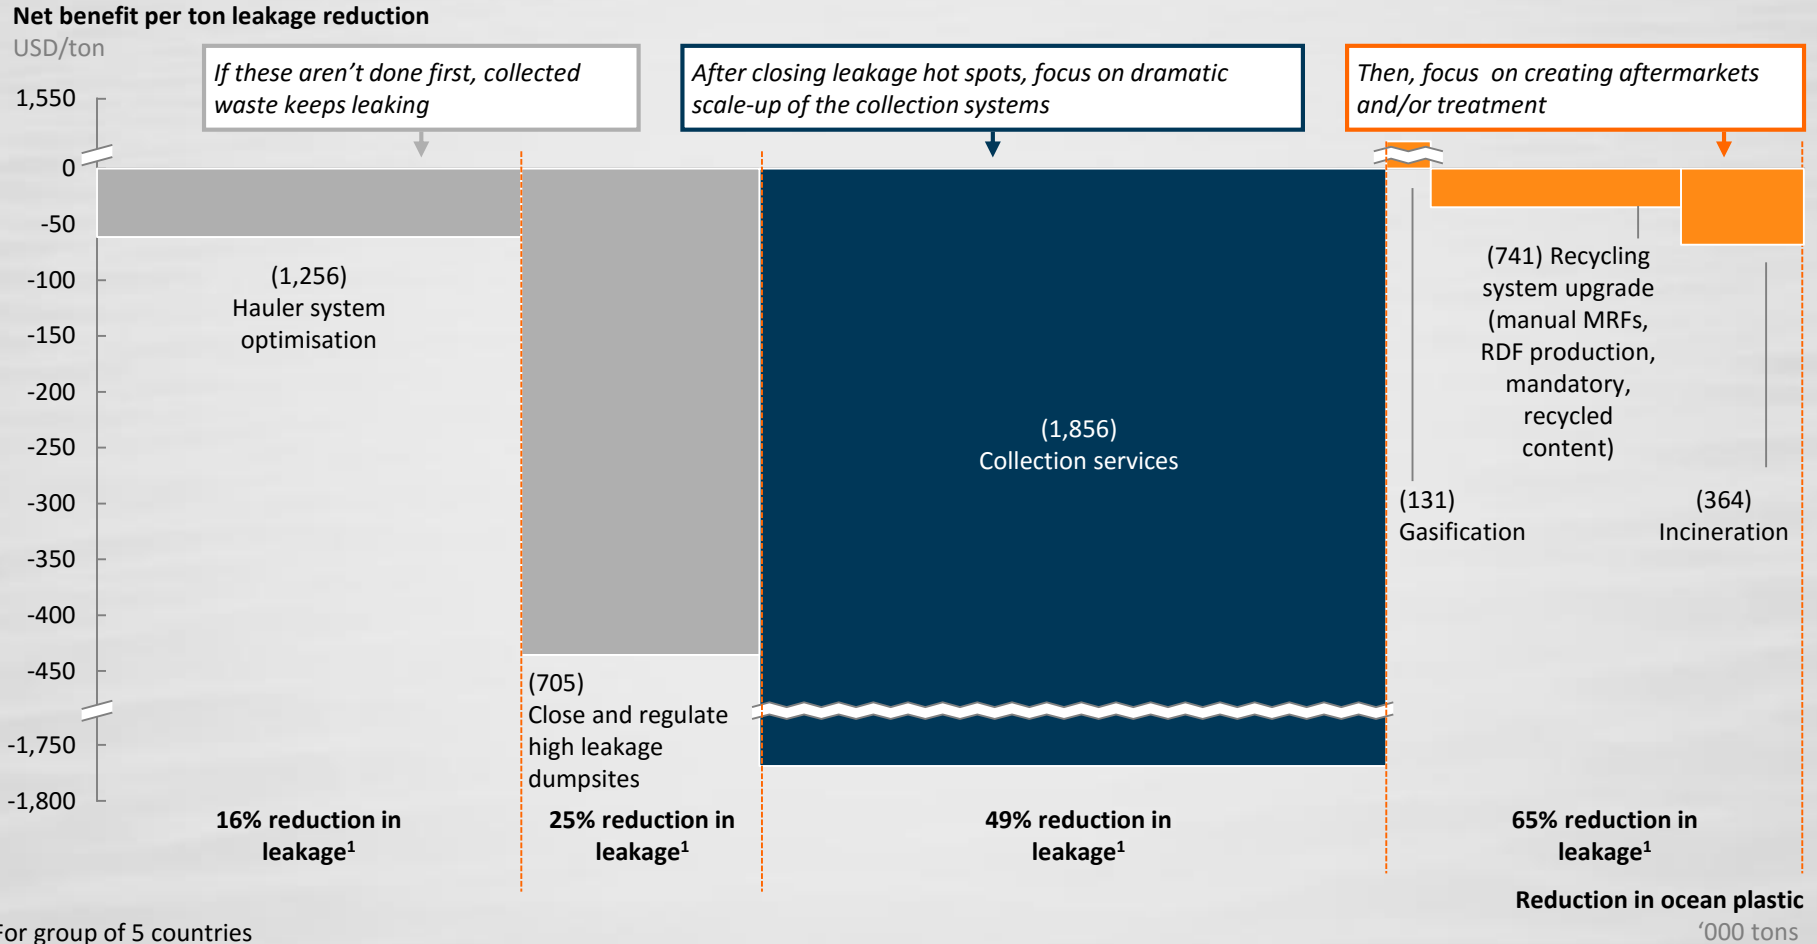 Net benefit per ton leakage reduction
USD/ton
If these aren't done first, collected
waste keeps leaking
After closing leakage hot spots, focus on dramatic
scale-up of the collection systems
Then, focus on creating aftermarkets
and/or treatment
1,550
0
-50
-100
-150
-200
-250
-300
-350
-400
-450
-1,750
-1,800
(1,256)
Hauler system
optimisation
(705)
Close and regulate
high leakage
dumpsites
(1,856)
Collection services
(131)
Gasification
(741) Recycling
system upgrade
(manual MRFs,
RDF production,
mandatory,
recycled
content)
(364)
Incineration
16% reduction in
leakage¹
25% reduction in
leakage¹
49% reduction in
leakage¹
65% reduction in
leakage¹
Reduction in ocean plastic
'000 tons
For group of 5 countries